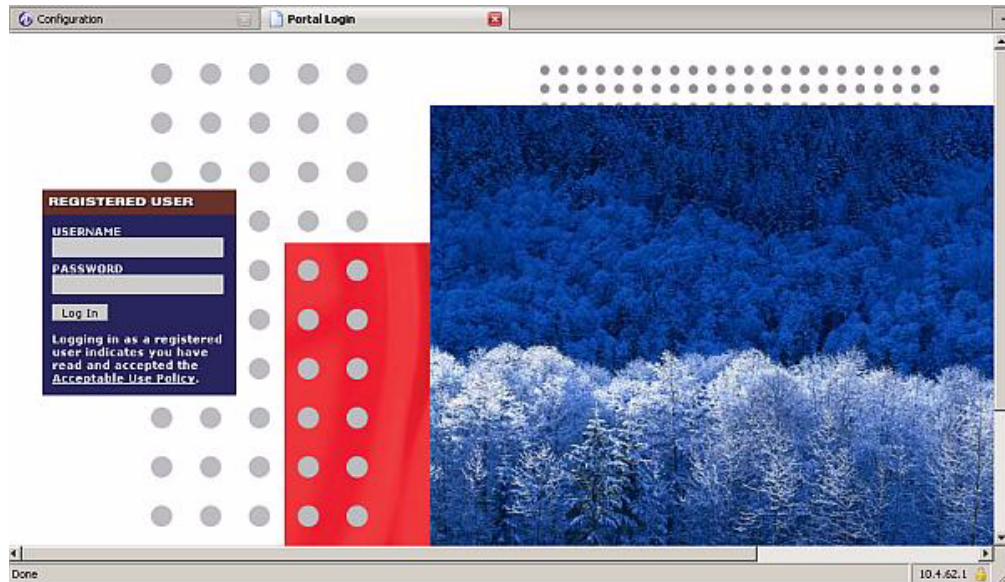 Configuration
Portal Login
REGISTERED USER
USERNAME
PASSWORD
Log In
Logging in as a registered
user indicates you have
read and accepted the
Acceptable Use Policy.
Done
10.4.62.1